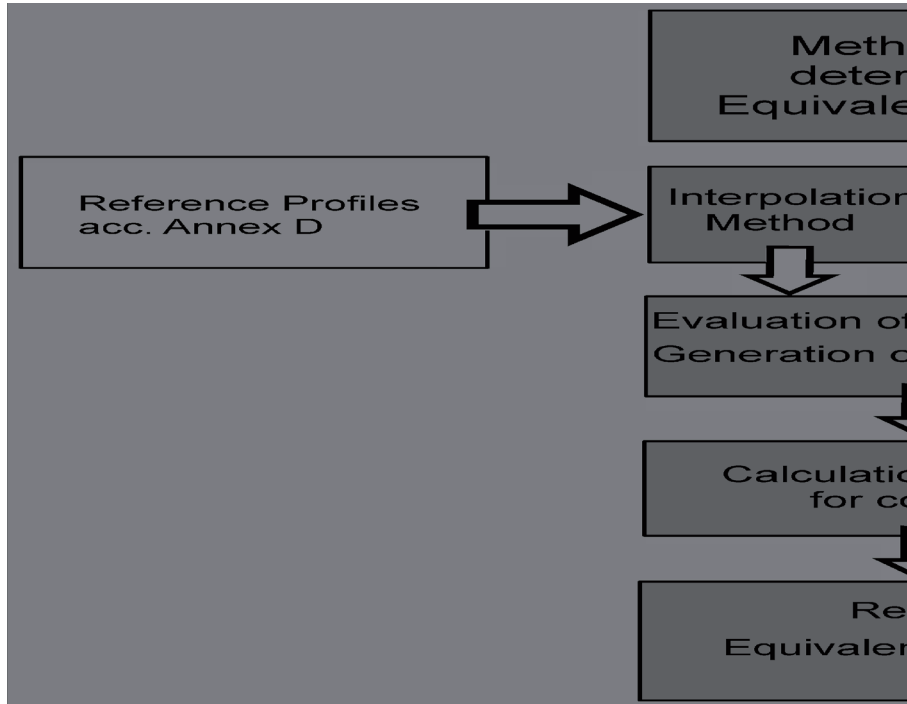 Meth
deter
Equivale
Reference Profiles
acc. Annex D
Interpolation
Method
Evaluation of
Generation o
Calculatio
for co
Re
Equivalen